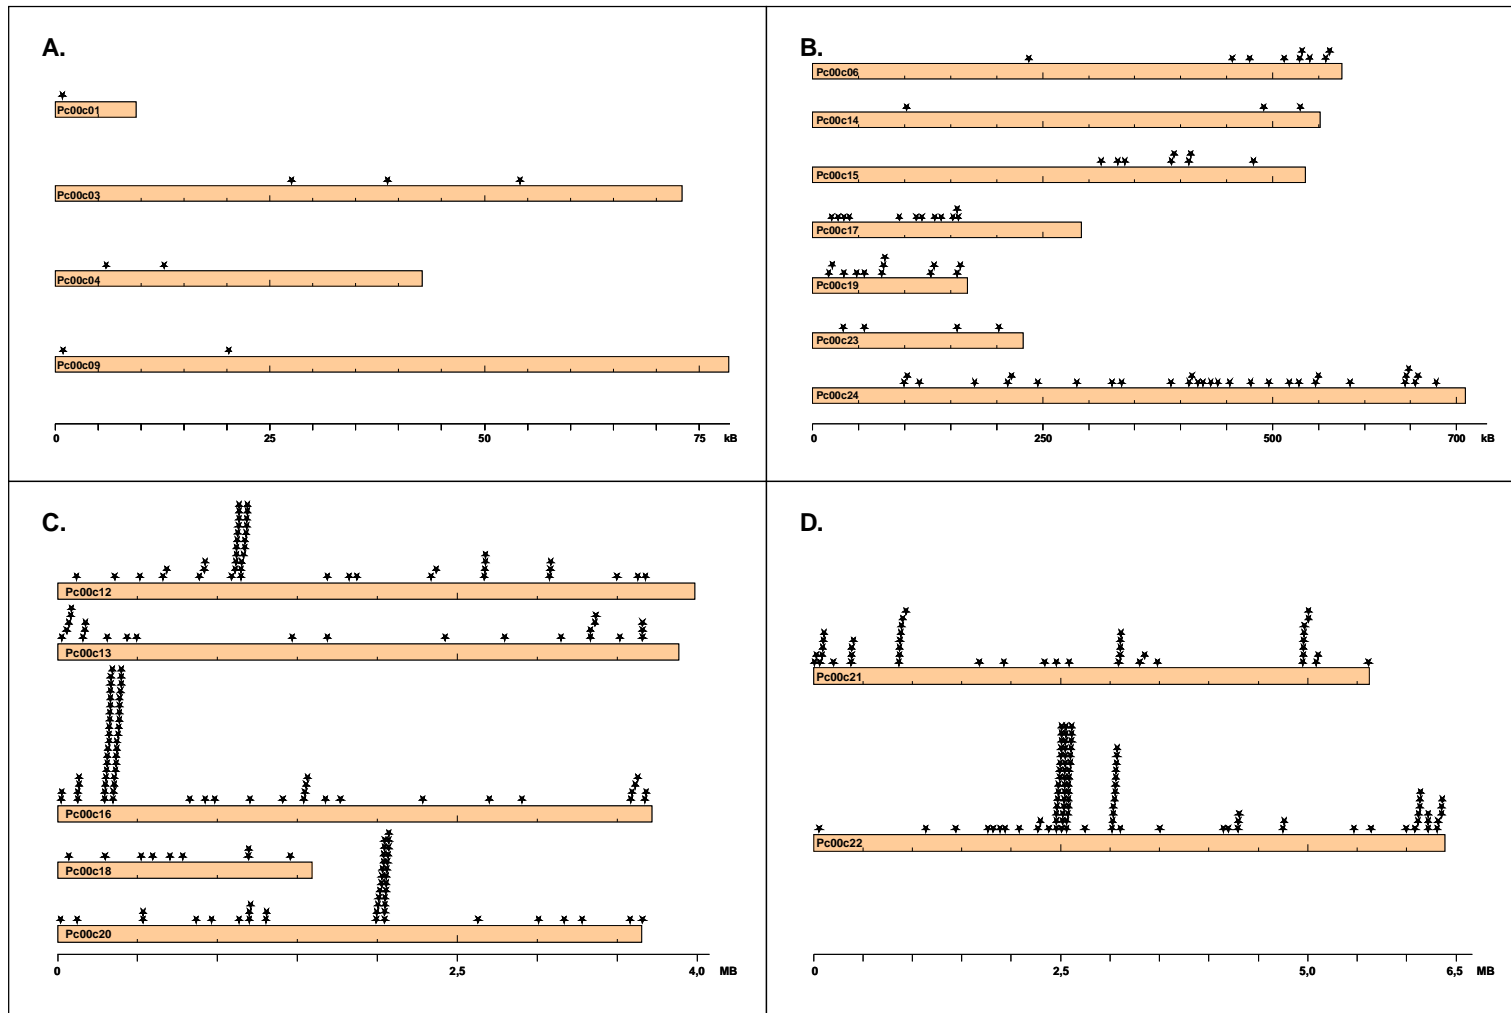 A.
Pc00c01
Pc00c03
Pc00c04
Pc00c09
0 25 50 75 kB
B.
Pc00c06
Pc00c14
Pc00c15
Pc00c17
Pc00c19
Pc00c23
Pc00c24
0 250 500 700 kB
C.
Pc00c12
Pc00c13
Pc00c16
Pc00c18
Pc00c20
0 2,5 4,0 MB
D.
Pc00c21
Pc00c22
0 2,5 5,0 6,5 MB